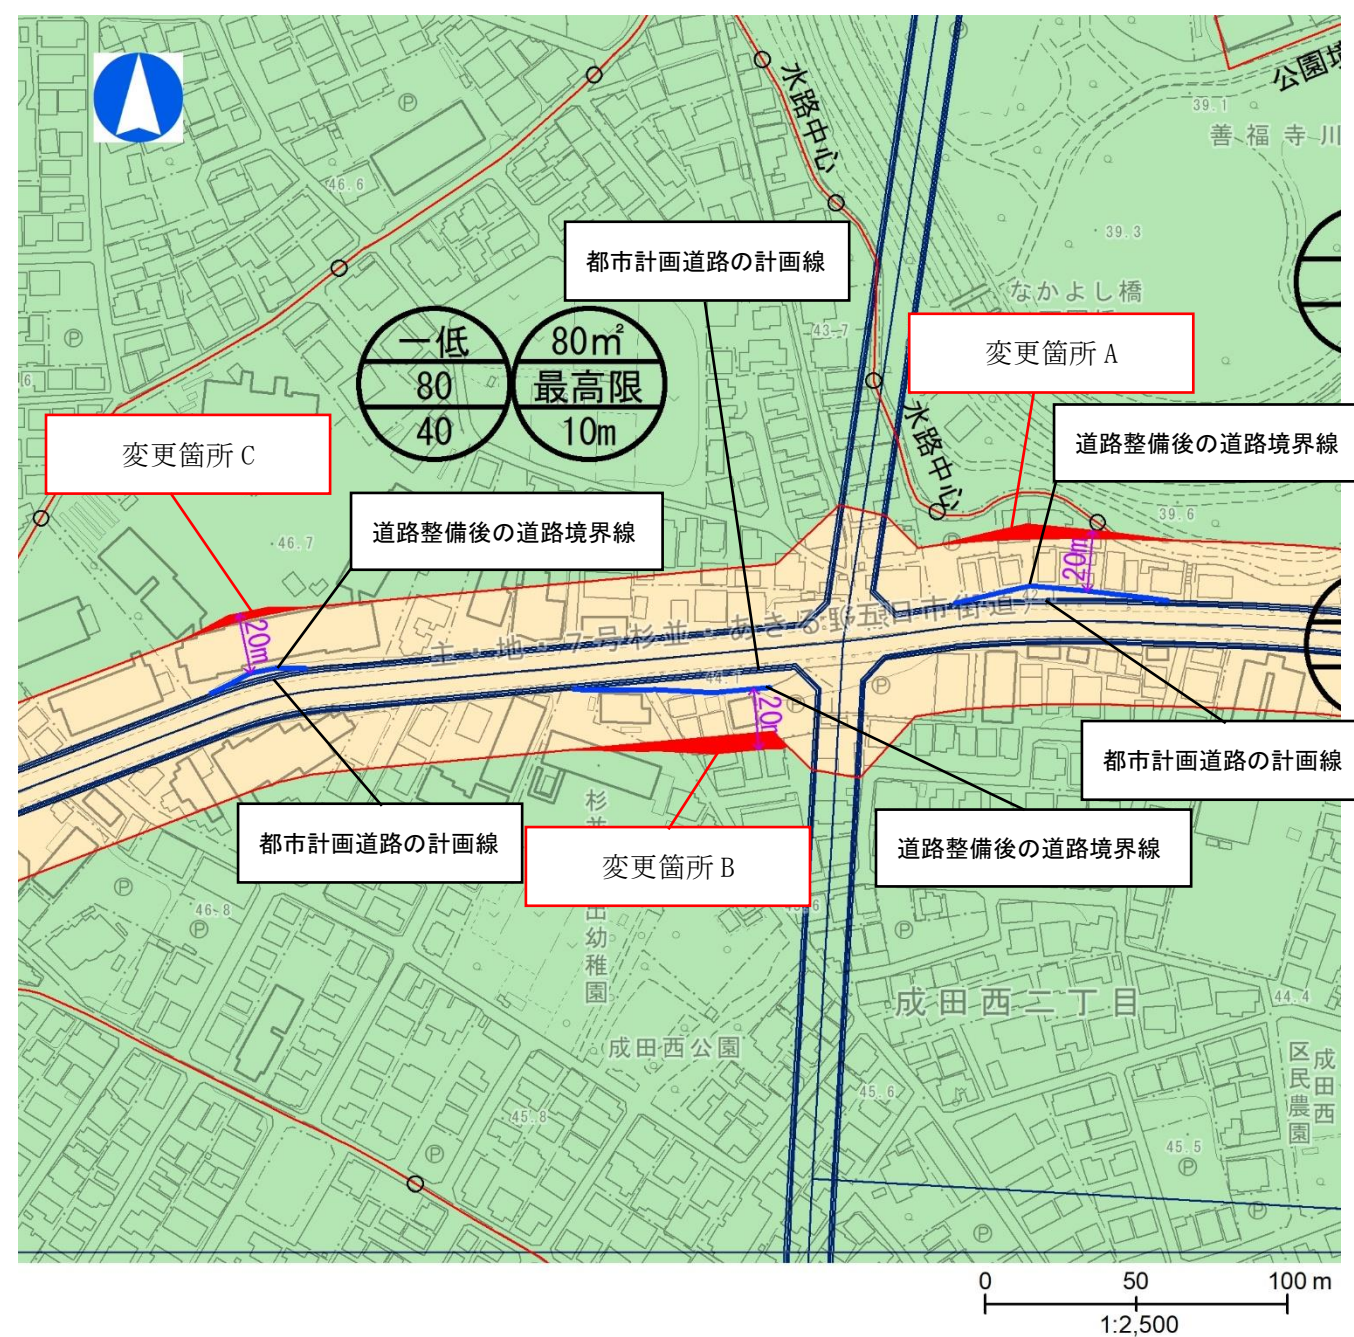 公園境
水路中心
39.1
善福寺川
46.6
39.3
都市計画道路の計画線
なかよし橋
43.7
変更箇所 A
一低
80
40
80㎡
最高限
10m
水路中心
道路整備後の道路境界線
変更箇所 C
道路整備後の道路境界線
39.6
46.7
20m
20m
主・地・7号杉並・あきる野五日市街道
44.1
20m
都市計画道路の計画線
都市計画道路の計画線
道路整備後の道路境界線
変更箇所 B
杉
出幼稚園
46.8
成田西二丁目
44.4
成田西公園
成田西
区民農園
45.6
45.8
45.5
0 50 100 m
1:2,500